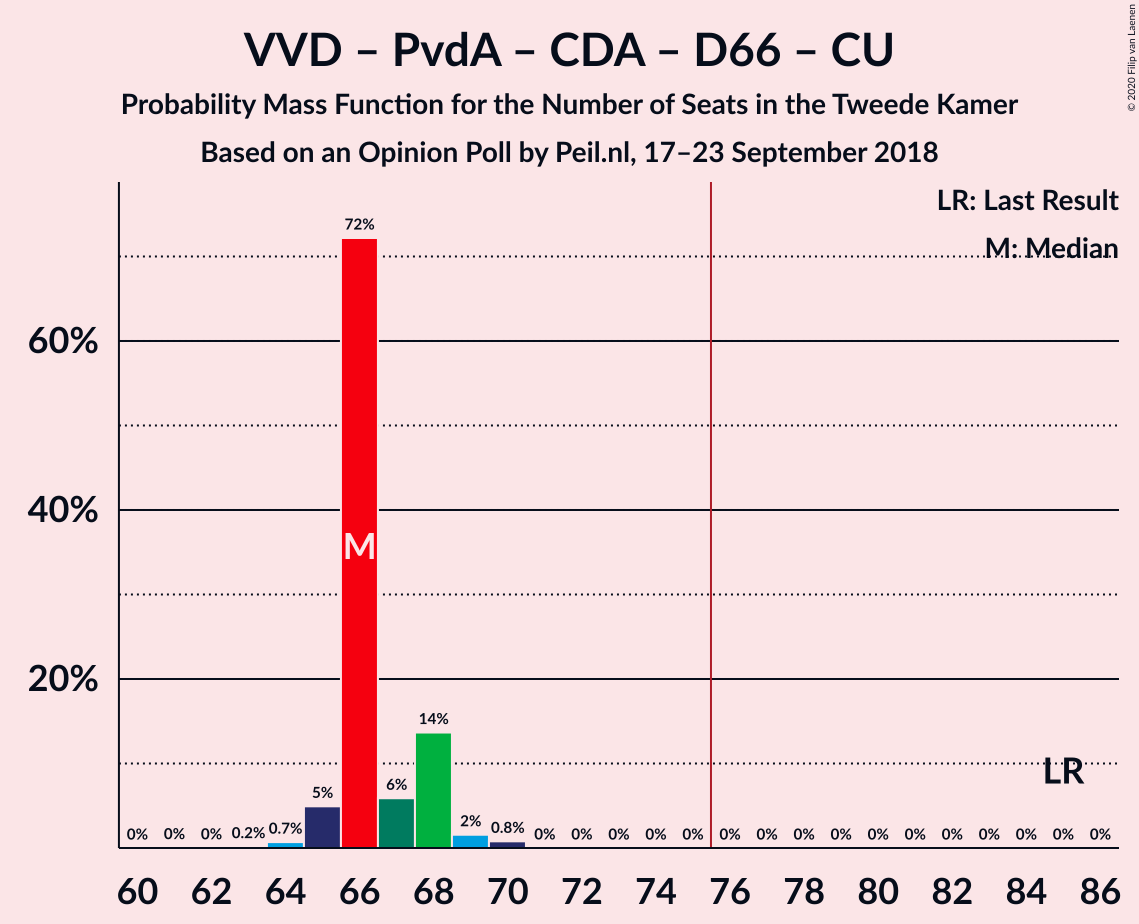 VVD – PvdA – CDA – D66 – CU
Probability Mass Function for the Number of Seats in the Tweede Kamer
Based on an Opinion Poll by Peil.nl, 17–23 September 2018
© 2020 Filip van Laenen
LR: Last Result
M: Median
60%
40%
20%
0% 0% 0% 0.2% 0.7% 5% 72% 6% 14% 2% 0.8% 0% 0% 0% 0% 0% 0% 0% 0% 0% 0% 0% 0% 0% 0% 0% 0%
M
LR
60 62 64 66 68 70 72 74 76 78 80 82 84 86